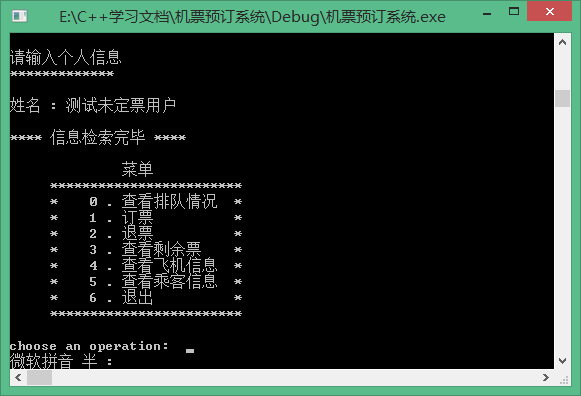 E:\C++学习文档\机票预订系统\Debug\机票预订系统.exe
请输入个人信息
*************
姓名 : 测试未定票用户
**** 信息检索完毕 ****
菜单
************************
* 0 . 查看排队情况 *
* 1 . 订票 *
* 2 . 退票 *
* 3 . 查看剩余票 *
* 4 . 查看飞机信息 *
* 5 . 查看乘客信息 *
* 6 . 退出 *
************************
choose an operation: _
微软拼音 半 :